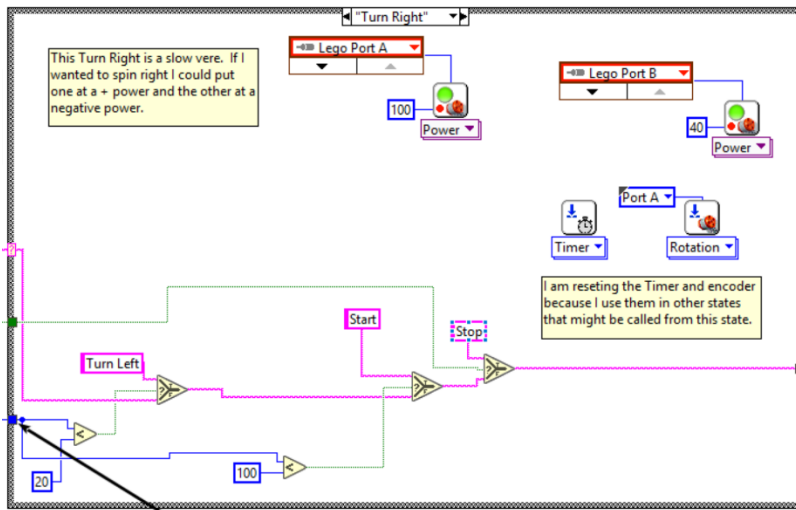 "Turn Right"
This Turn Right is a slow vere. If I
wanted to spin right I could put
one at a + power and the other at a
negative power.
Lego Port A
100
Power
Lego Port B
40
Power
Port A
Timer
Rotation
I am reseting the Timer and encoder
because I use them in other states
that might be called from this state.
?
Start
Stop
Turn Left
? T F
? T F
? T F
<
20
100
<